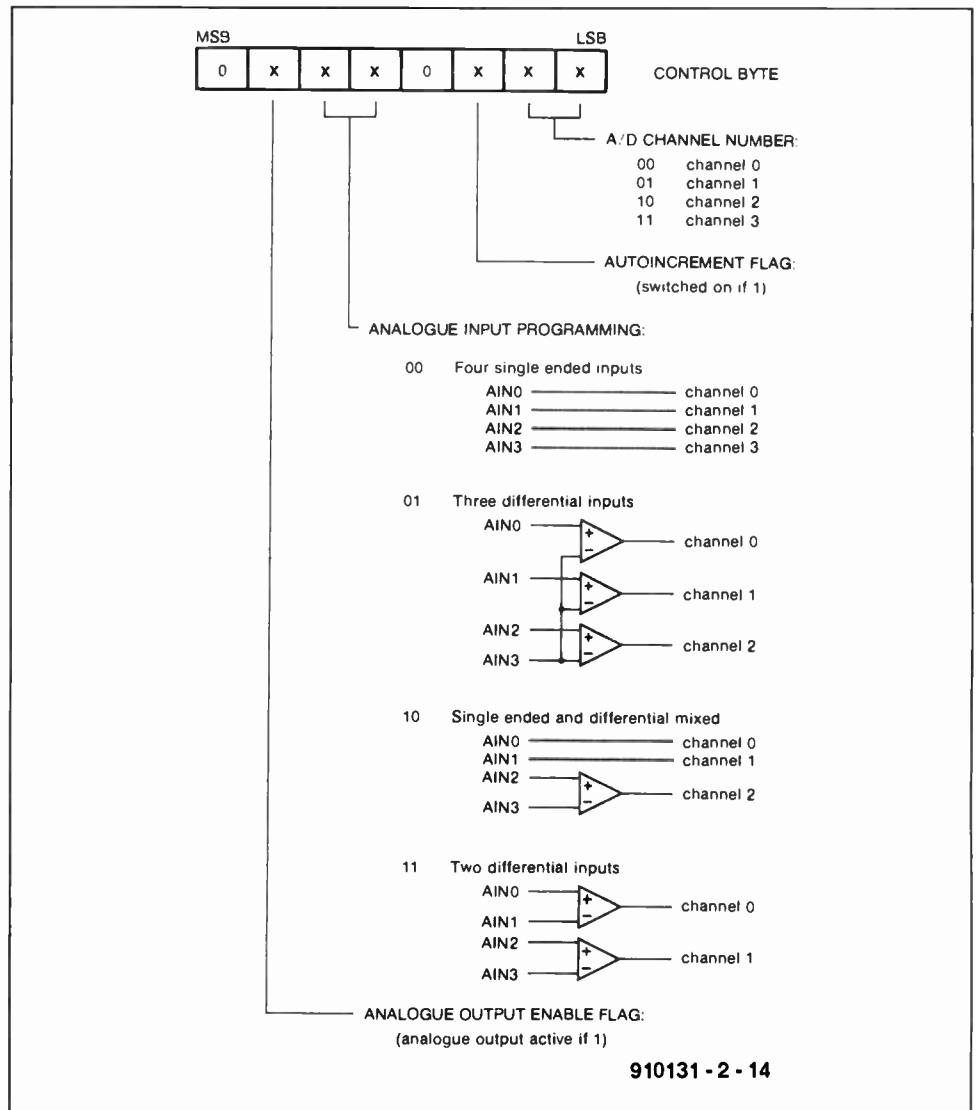 MSB LSB
0 x x x 0 x x x CONTROL BYTE
A/D CHANNEL NUMBER:
00 channel 0
01 channel 1
10 channel 2
11 channel 3
AUTOINCREMENT FLAG:
(switched on if 1)
ANALOGUE INPUT PROGRAMMING:
00 Four single ended inputs
AIN0 channel 0
AIN1 channel 1
AIN2 channel 2
AIN3 channel 3
01 Three differential inputs
AIN0 + − channel 0
AIN1 + − channel 1
AIN2 + − channel 2
AIN3
10 Single ended and differential mixed
AIN0 channel 0
AIN1 channel 1
AIN2 + − channel 2
AIN3
11 Two differential inputs
AIN0 + − channel 0
AIN1
AIN2 + − channel 1
AIN3
ANALOGUE OUTPUT ENABLE FLAG:
(analogue output active if 1)
910131 - 2 - 14